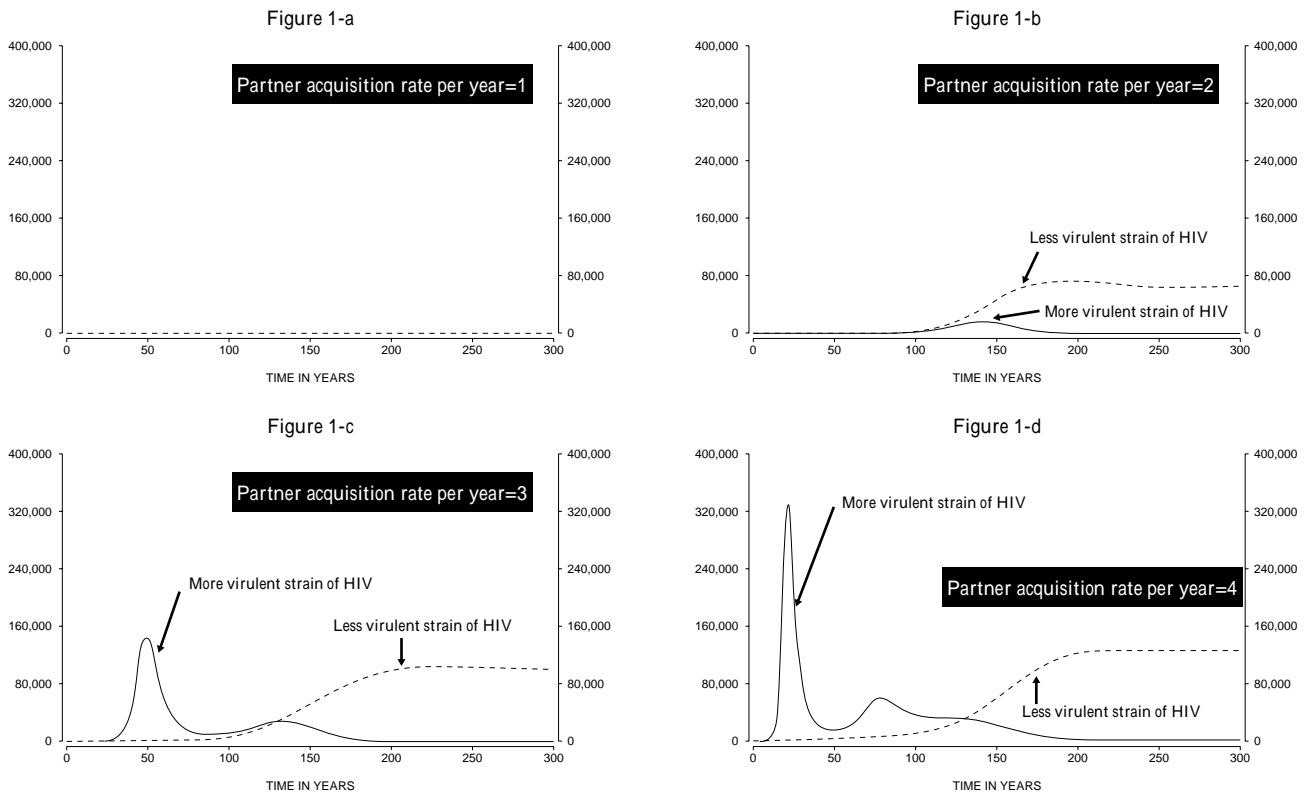 Figure 1-a
400,000
320,000
240,000
160,000
80,000
0
400,000
320,000
240,000
160,000
80,000
0
Partner acquisition rate per year=1
0 50 100 150 200 250 300
TIME IN YEARS
Figure 1-b
400,000
320,000
240,000
160,000
80,000
0
400,000
320,000
240,000
160,000
80,000
0
Partner acquisition rate per year=2
Less virulent strain of HIV
More virulent strain of HIV
0 50 100 150 200 250 300
TIME IN YEARS
Figure 1-c
400,000
320,000
240,000
160,000
80,000
0
400,000
320,000
240,000
160,000
80,000
0
Partner acquisition rate per year=3
More virulent strain of HIV
Less virulent strain of HIV
0 50 100 150 200 250 300
TIME IN YEARS
Figure 1-d
400,000
320,000
240,000
160,000
80,000
0
400,000
320,000
240,000
160,000
80,000
0
More virulent strain of HIV
Partner acquisition rate per year=4
Less virulent strain of HIV
0 50 100 150 200 250 300
TIME IN YEARS